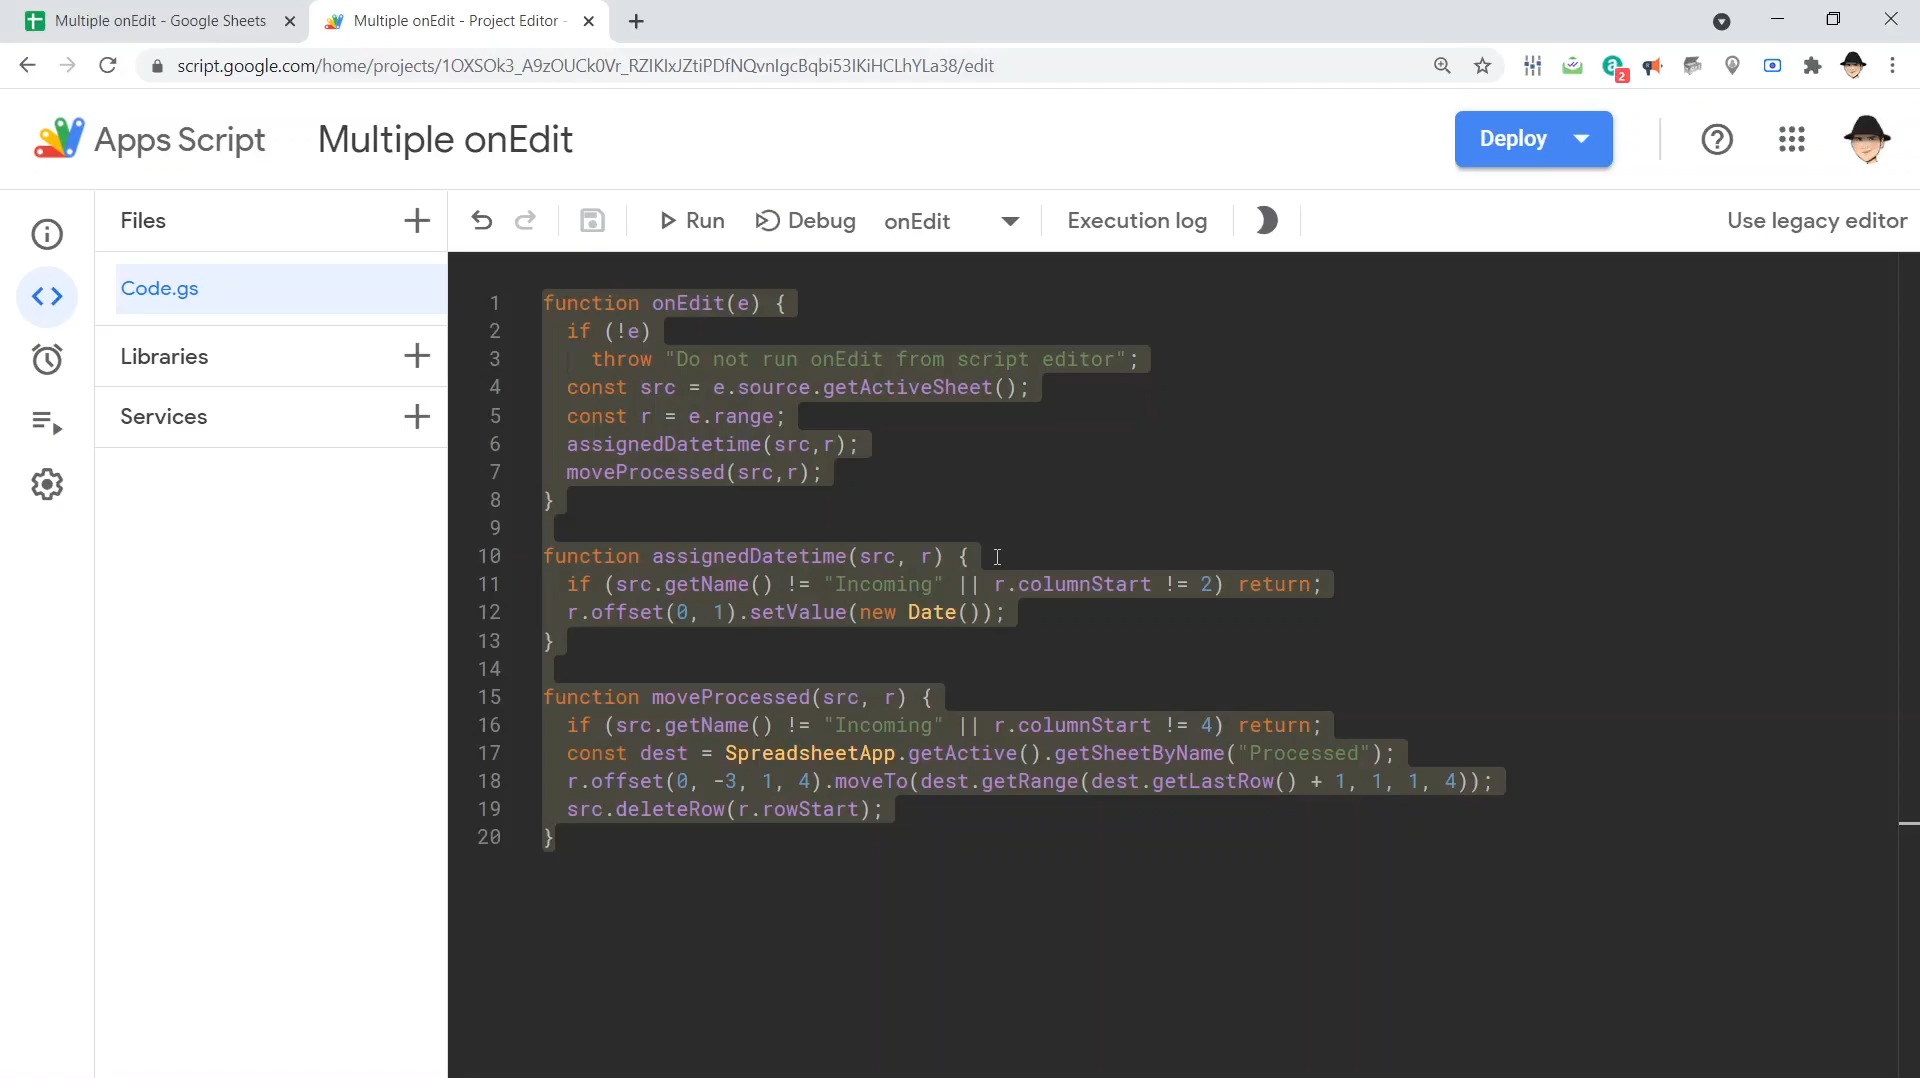 Multiple onEdit - Google Sheets
Multiple onEdit - Project Editor -
script.google.com/home/projects/1OXSOk3_A9zOUCk0Vr_RZIKIxJZtiPDfNQvnIgcBqbi53IKiHCLhYLa38/edit
2
Apps Script
Multiple onEdit
Deploy
Files
Run
Debug
onEdit
Execution log
Use legacy editor
Code.gs
Libraries
Services
1 function onEdit(e) {
2 if (!e)
3 throw "Do not run onEdit from script editor";
4 const src = e.source.getActiveSheet();
5 const r = e.range;
6 assignedDatetime(src,r);
7 moveProcessed(src,r);
8 }
9
10 function assignedDatetime(src, r) {
11 if (src.getName() != "Incoming" || r.columnStart != 2) return;
12 r.offset(0, 1).setValue(new Date());
13 }
14
15 function moveProcessed(src, r) {
16 if (src.getName() != "Incoming" || r.columnStart != 4) return;
17 const dest = SpreadsheetApp.getActive().getSheetByName("Processed");
18 r.offset(0, -3, 1, 4).moveTo(dest.getRange(dest.getLastRow() + 1, 1, 1, 4));
19 src.deleteRow(r.rowStart);
20 }